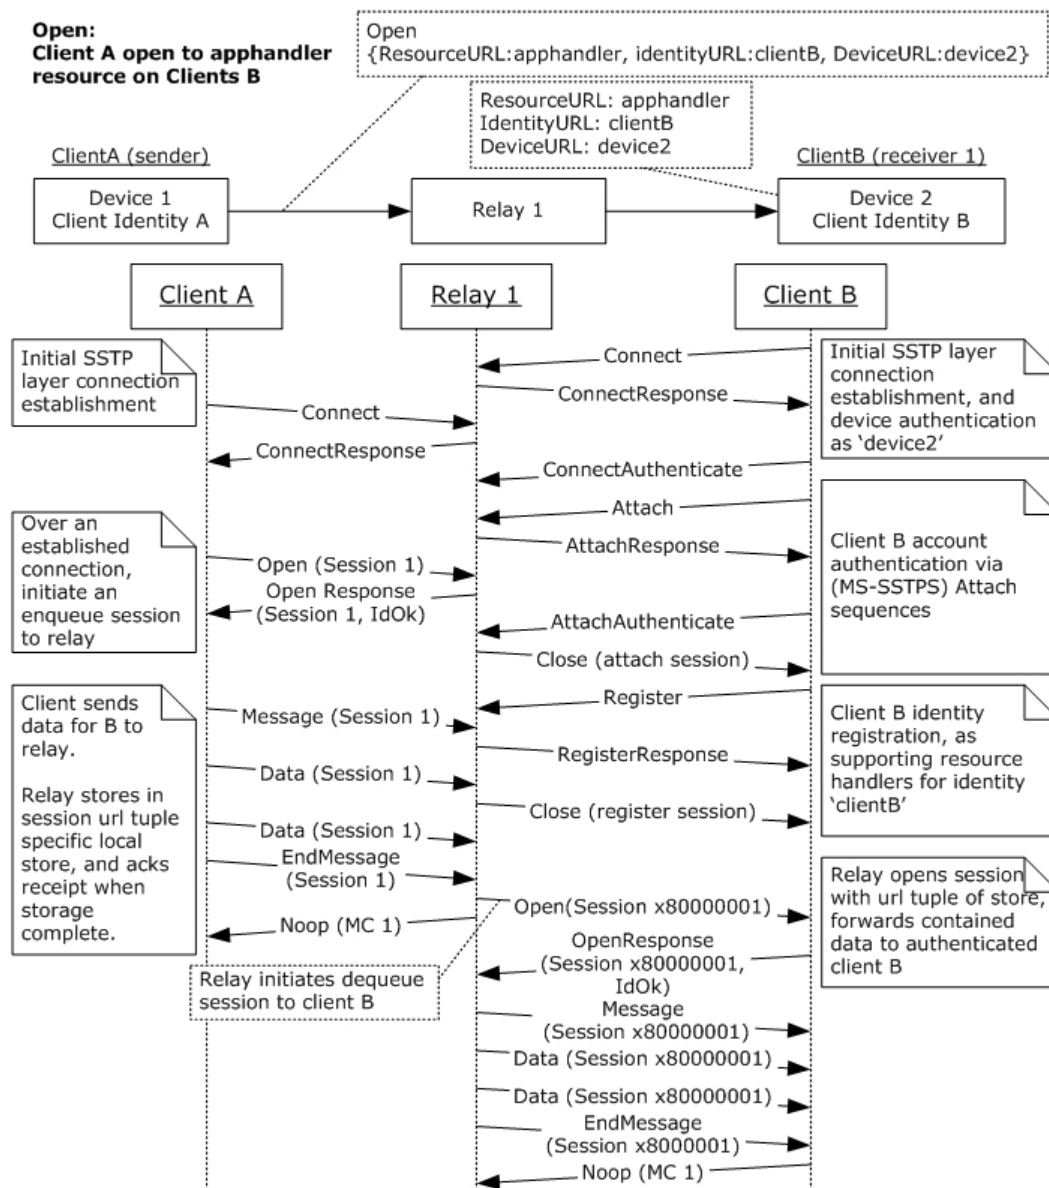 Open:
Client A open to apphandler
resource on Clients B
Open
{ResourceURL:apphandler, identityURL:clientB, DeviceURL:device2}
ResourceURL: apphandler
IdentityURL: clientB
DeviceURL: device2
ClientA (sender)
ClientB (receiver 1)
Device 1
Client Identity A
Relay 1
Device 2
Client Identity B
Client A
Relay 1
Client B
Initial SSTP
layer connection
establishment
Connect
ConnectResponse
Connect
ConnectResponse
ConnectAuthenticate
Initial SSTP layer
connection
establishment, and
device authentication
as ‘device2’
Over an
established
connection,
initiate an
enqueue session
to relay
Attach
AttachResponse
Open (Session 1)
Open Response
(Session 1, IdOk)
AttachAuthenticate
Close (attach session)
Client B account
authentication via
(MS-SSTPS) Attach
sequences
Client sends
data for B to
relay.
Relay stores in
session url tuple
specific local
store, and acks
receipt when
storage
complete.
Register
Message (Session 1)
RegisterResponse
Data (Session 1)
Close (register session)
Data (Session 1)
EndMessage
(Session 1)
Client B identity
registration, as
supporting resource
handlers for identity
‘clientB’
Open(Session x80000001)
Noop (MC 1)
OpenResponse
(Session x80000001,
IdOk)
Relay opens session
with url tuple of store,
forwards contained
data to authenticated
client B
Relay initiates dequeue
session to client B
Message
(Session x80000001)
Data (Session x80000001)
Data (Session x80000001)
EndMessage
(Session x8000001)
Noop (MC 1)